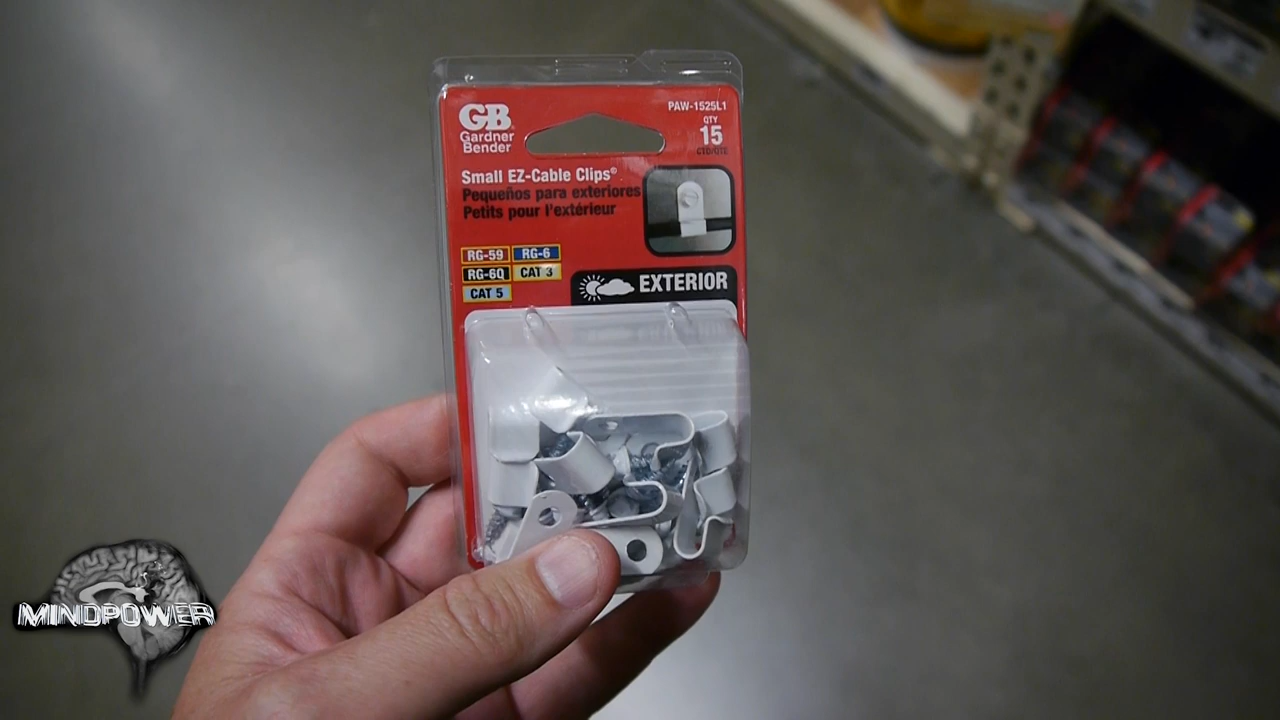 GB
Gardner
Bender
PAW-1525L1
QTY
15
CTD/QTE
Small EZ-Cable Clips®
Pequeños para exteriores
Petits pour l'extérieur
RG-59 RG-6
RG-6Q CAT 3
CAT 5
EXTERIOR
MINDPOWER